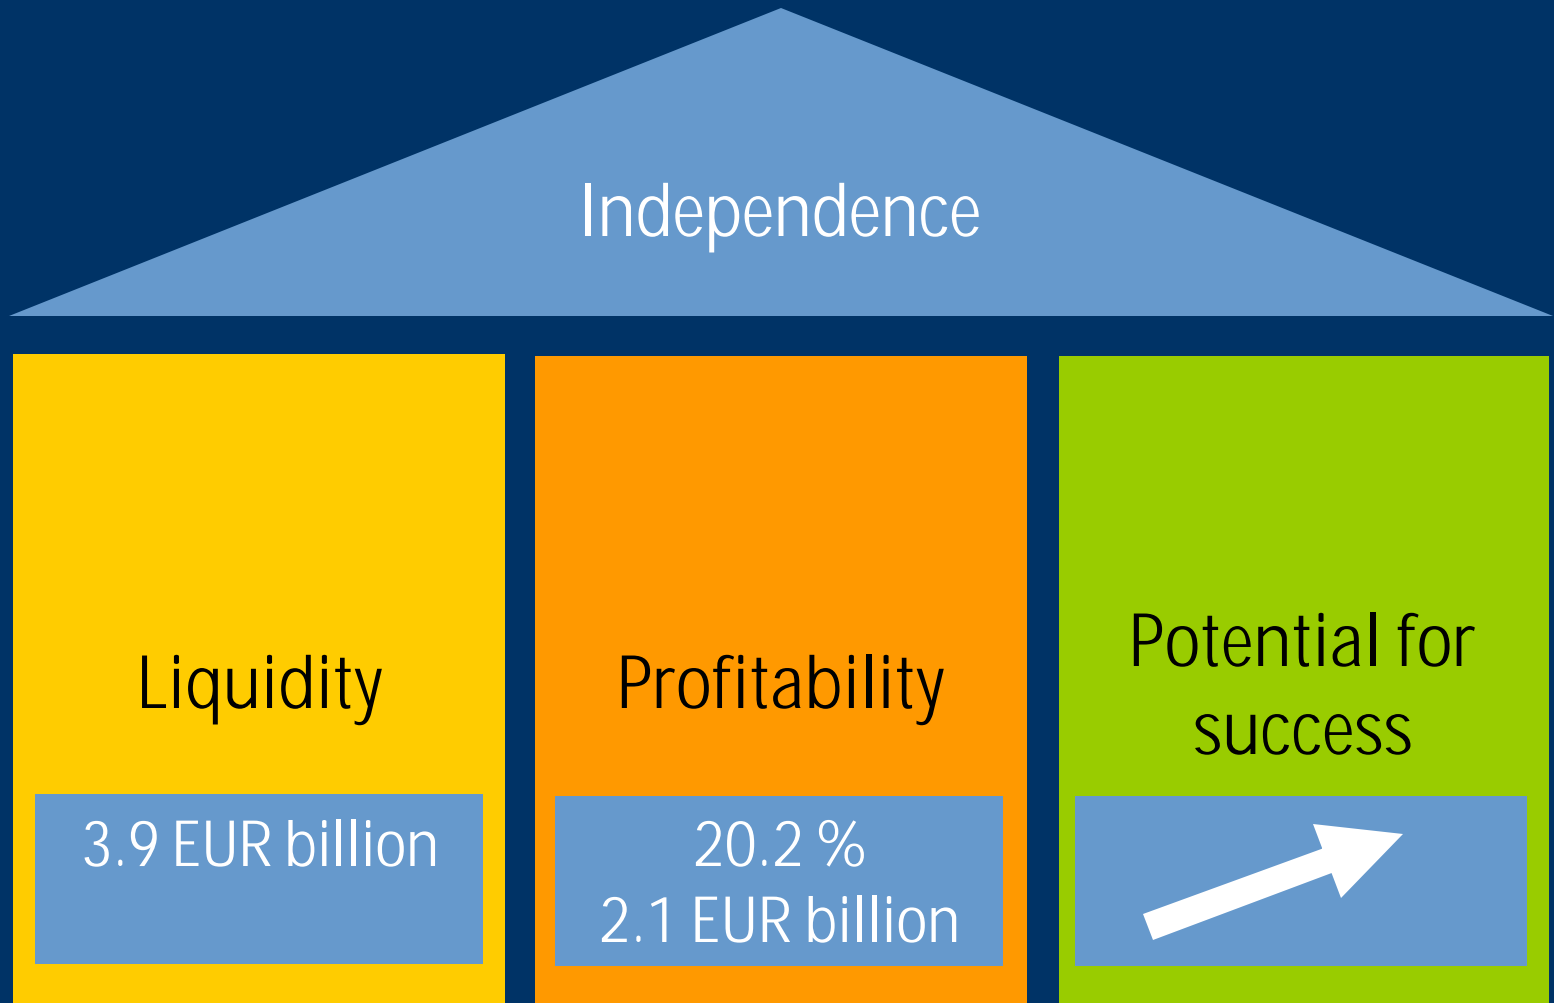 Independence
Liquidity
3.9 EUR billion
Profitability
20.2 %
2.1 EUR billion
Potential for
success